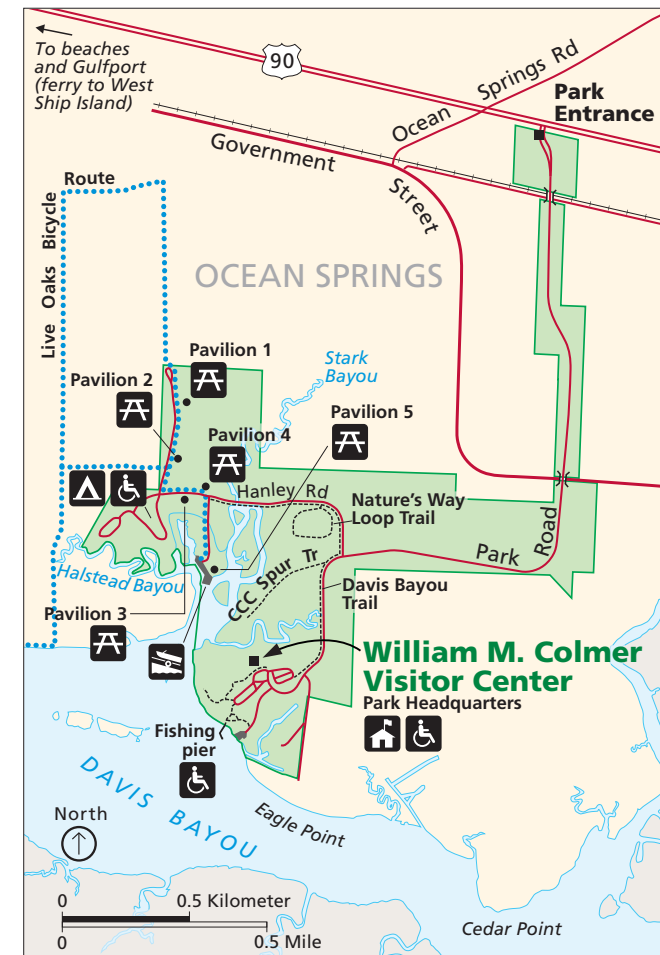 To beaches
and Gulfport
(ferry to West
Ship Island)
90
Ocean Springs Rd
Park
Entrance
Government
Street
Route
Live Oaks Bicycle
OCEAN SPRINGS
Pavilion 1
Stark
Bayou
Pavilion 2
Pavilion 5
Pavilion 4
Hanley Rd
Nature's Way
Loop Trail
Park Road
CCC Spur Tr
Halstead Bayou
Davis Bayou
Trail
Pavilion 3
William M. Colmer
Visitor Center
Park Headquarters
Fishing
pier
DAVIS BAYOU
Eagle Point
North
0 0.5 Kilometer
0 0.5 Mile
Cedar Point